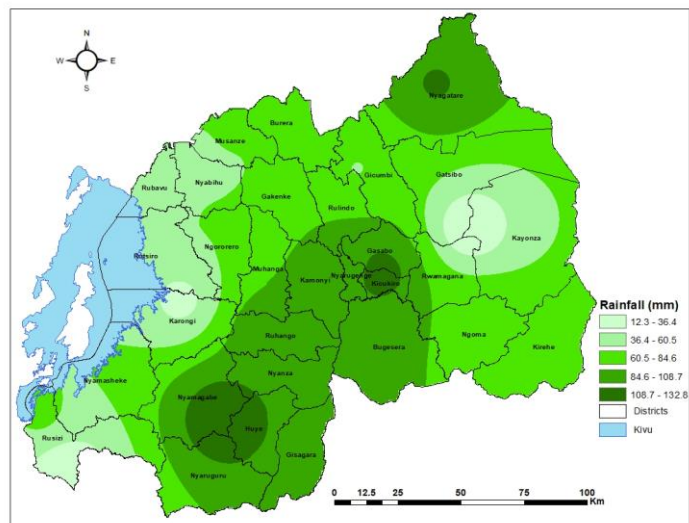 N
W E
S
Nyagatare
Burera
Musanze
Gicumbi
Gatsibo
Rubavu
Nyabihu
Gakenke
Rulindo
Kayonza
Ngororero
Rutsiro
Gasabo
Muhanga
Kamonyi
Nyarugenge
Rwamagana
Kicukiro
Karongi
Ruhango
Bugesera
Ngoma
Kirehe
Nyamasheke
Nyanza
Nyamagabe
Huye
Rusizi
Gisagara
Nyaruguru
Rainfall (mm)
12.3 - 36.4
36.4 - 60.5
60.5 - 84.6
84.6 - 108.7
108.7 - 132.8
Districts
Kivu
0 12.5 25 50 75 100
Km